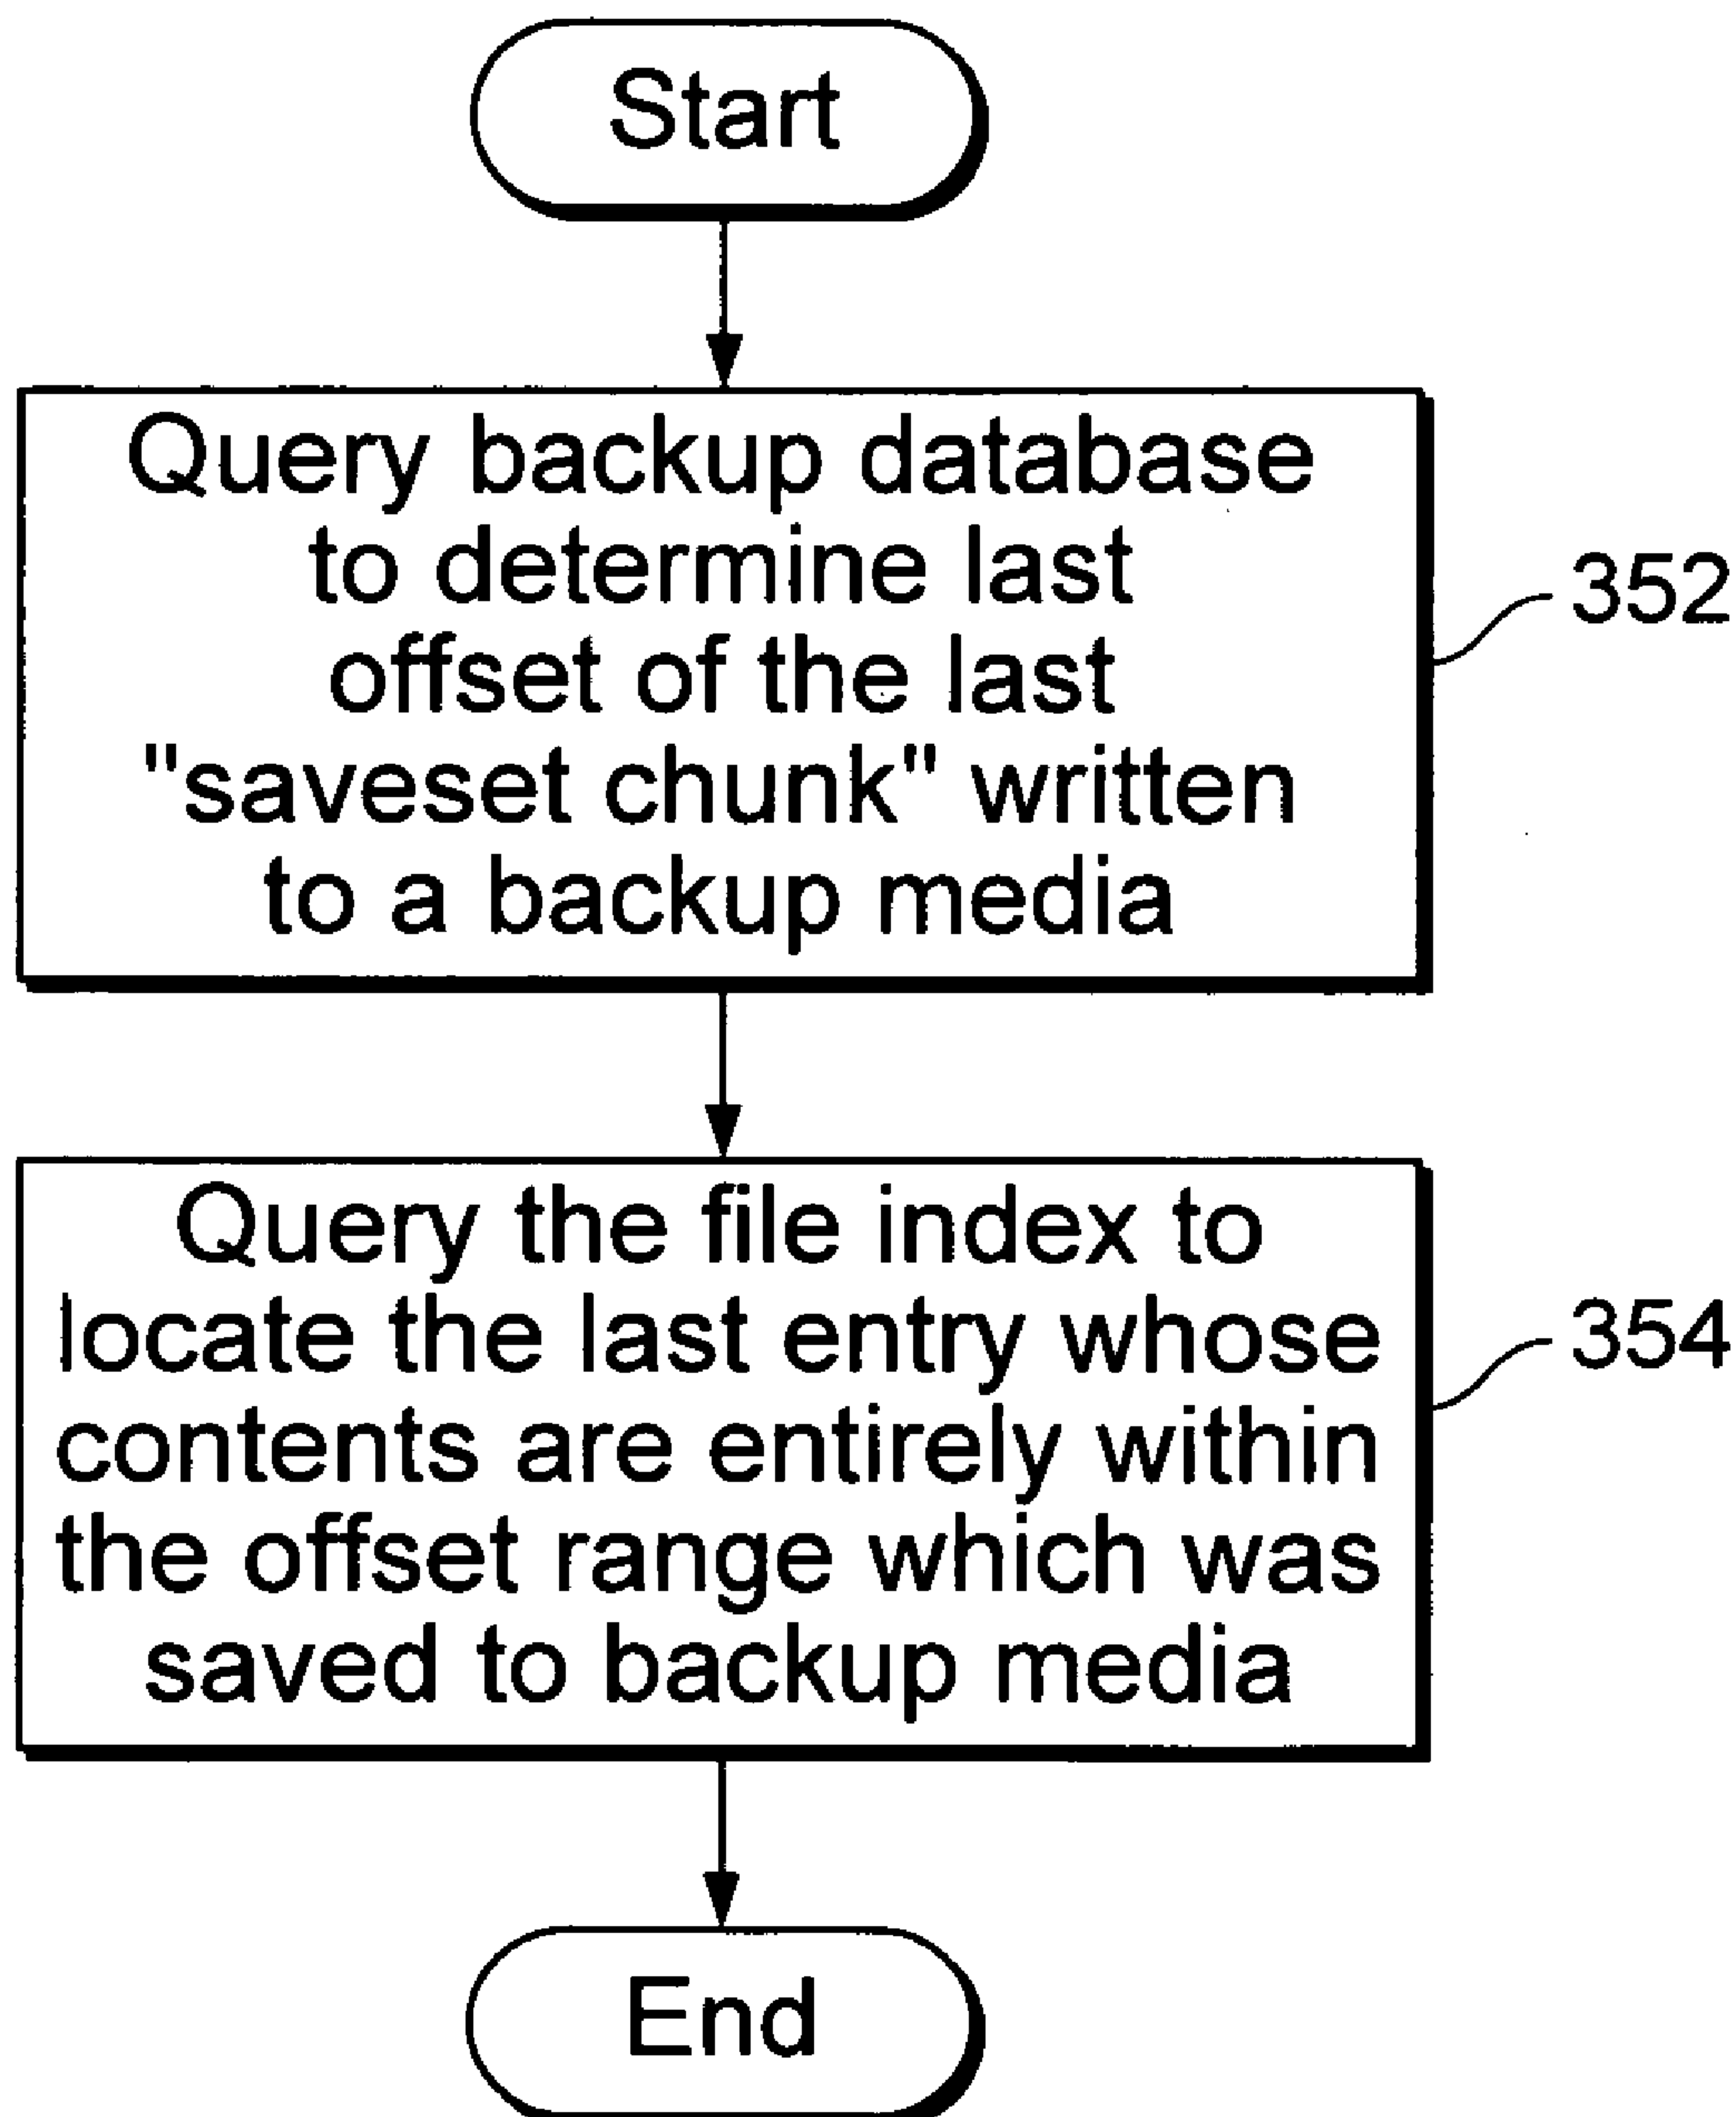 Start
Query backup database
to determine last
offset of the last
"saveset chunk" written
to a backup media
352
Query the file index to
locate the last entry whose
contents are entirely within
the offset range which was
saved to backup media
354
End